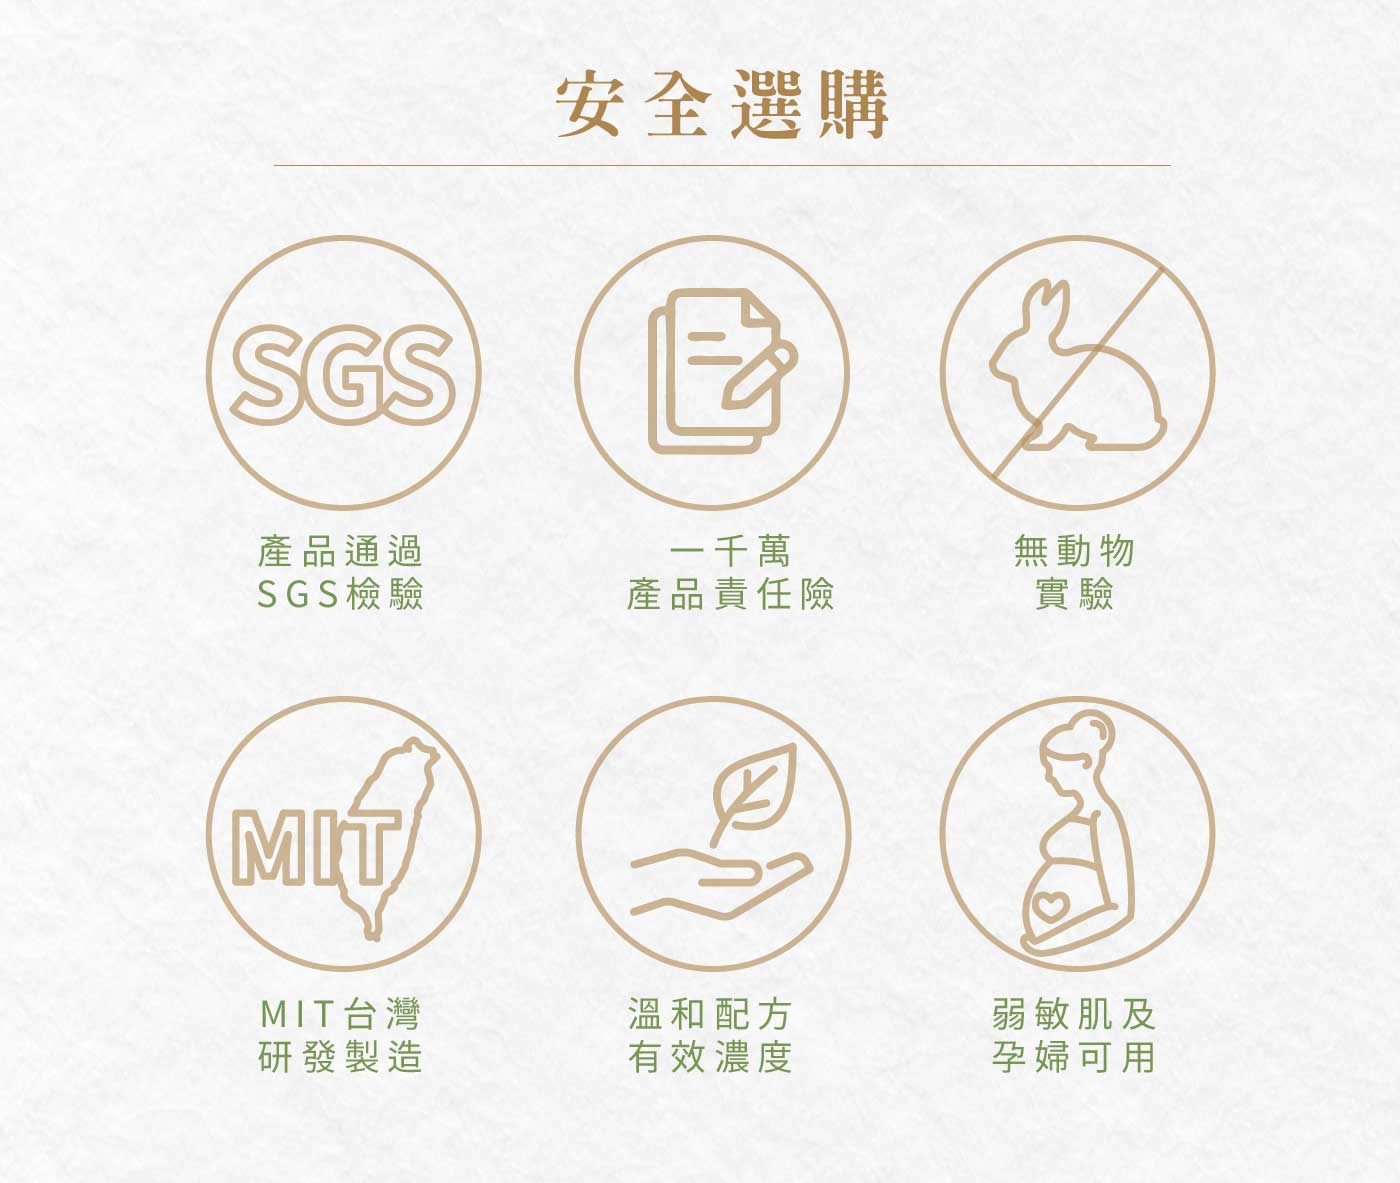 安全選購
SGS
產品通過
SGS檢驗
一千萬
產品責任險
無動物
實驗
MIT
MIT台灣
研發製造
溫和配方
有效濃度
弱敏肌及
孕婦可用